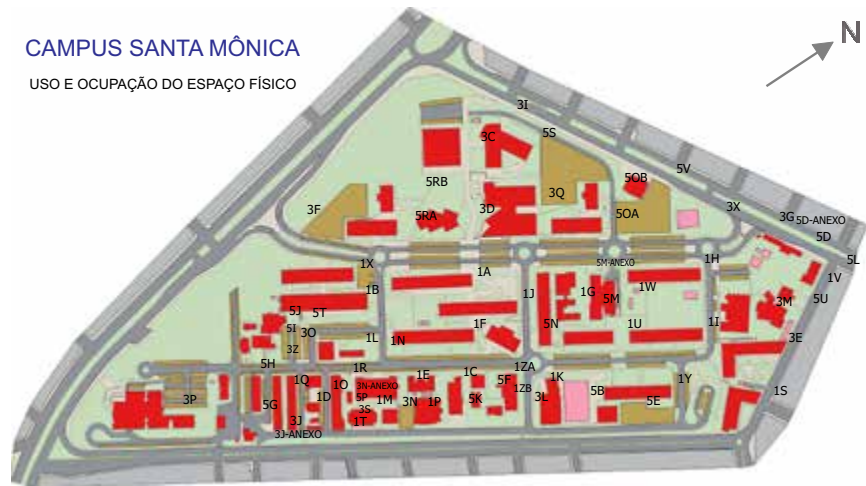 CAMPUS SANTA MÔNICA
USO E OCUPAÇÃO DO ESPAÇO FÍSICO
N
3I
5S
3C
5V
5RB
5OB
3Q
3X
3F
5RA
3D
5OA
3G
5D-ANEXO
5D
5M-ANEXO
1H
5L
1X
1A
1V
1B
1J
1G
5M
1W
3M
5U
5J
5T
5I
3O
1F
5N
1U
1I
3E
3Z
1L
1N
5H
1R
1ZA
3P
5G
1Q
1O
3N-ANEXO
1E
1C
5F
1K
1Y
1S
1D
5P
1M
3N
1P
5K
1ZB
3L
5B
5E
3J
3S
1T
3J-ANEXO